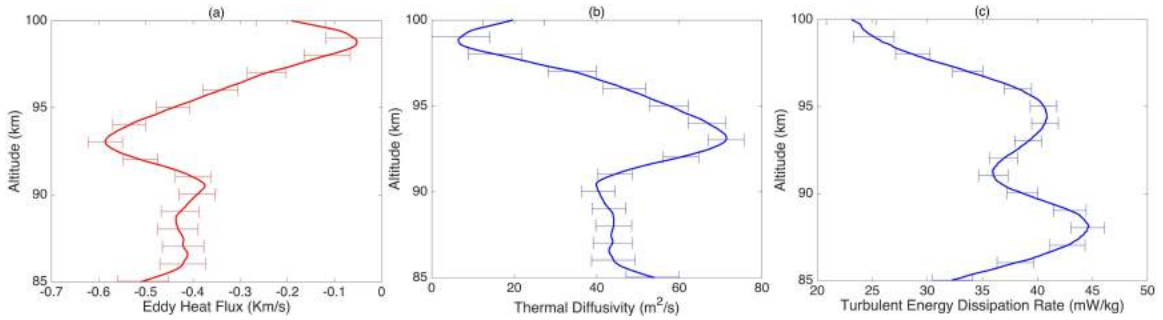 (a)
100
95
90
85
Altitude (km)
-0.7 -0.6 -0.5 -0.4 -0.3 -0.2 -0.1 0
Eddy Heat Flux (Km/s)
(b)
100
95
90
85
Altitude (km)
0 20 40 60 80
Thermal Diffusivity (m²/s)
(c)
100
95
90
85
Altitude (km)
20 25 30 35 40 45 50
Turbulent Energy Dissipation Rate (mW/kg)